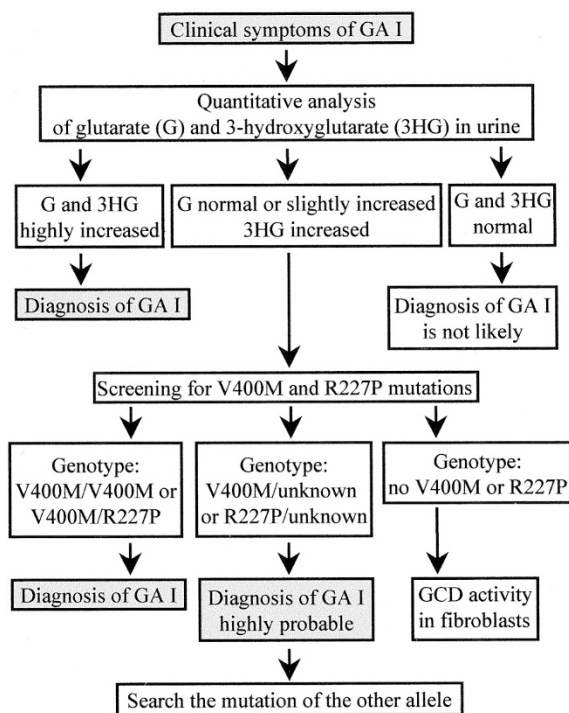 Clinical symptoms of GA I
Quantitative analysis
of glutarate (G) and 3-hydroxyglutarate (3HG) in urine
G and 3HG
highly increased
G normal or slightly increased
3HG increased
G and 3HG
normal
Diagnosis of GA I
Diagnosis of GA I
is not likely
Screening for V400M and R227P mutations
Genotype:
V400M/V400M or
V400M/R227P
Genotype:
V400M/unknown
or R227P/unknown
Genotype:
no V400M or R227P
Diagnosis of GA I
Diagnosis of GA I
highly probable
GCD activity
in fibroblasts
Search the mutation of the other allele